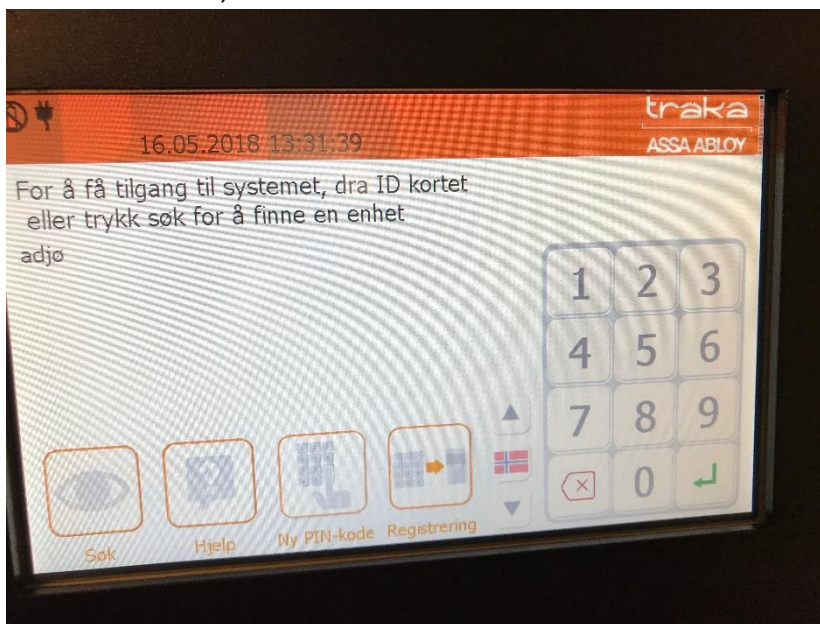 traka
16.05.2018 13:31:39
ASSA ABLOY
For å få tilgang til systemet, dra ID kortet
eller trykk søk for å finne en enhet
adjø
1 2 3
4 5 6
7 8 9
0
Søk Hjelp Ny PIN-kode Registrering